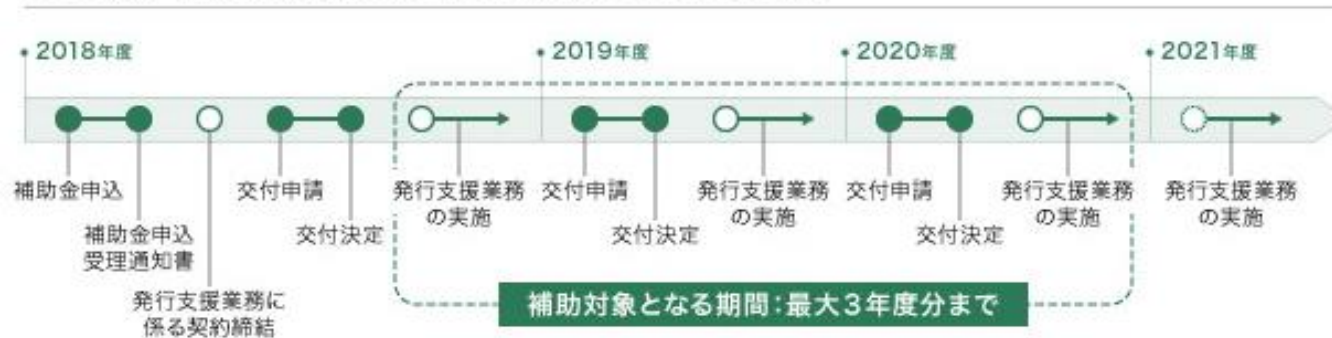 2018年度
2019年度
2020年度
2021年度
補助金申込
補助金申込
受理通知書
発行支援業務に
係る契約締結
交付申請
交付決定
発行支援業務
の実施
交付申請
交付決定
発行支援業務
の実施
交付申請
交付決定
発行支援業務
の実施
発行支援業務
の実施
補助対象となる期間：最大3年度分まで